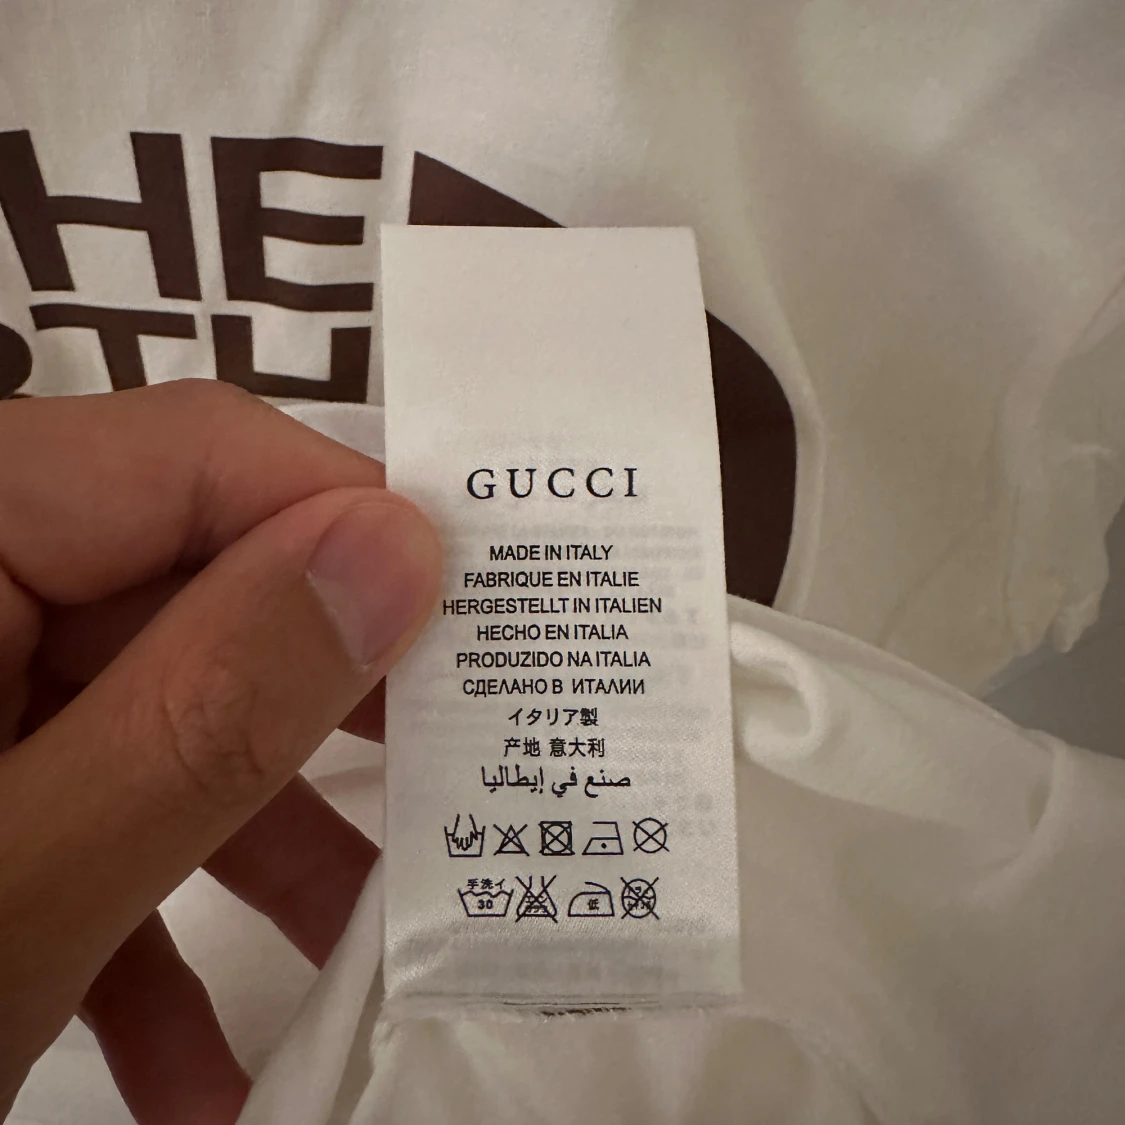 HE
RTH
GUCCI
MADE IN ITALY
FABRIQUE EN ITALIE
HERGESTELLT IN ITALIEN
HECHO EN ITALIA
PRODUZIDO NA ITALIA
СДЕЛАНО В ИТАЛИИ
イタリア製
产地 意大利
صنع في إيطاليا
手洗イ
30
低